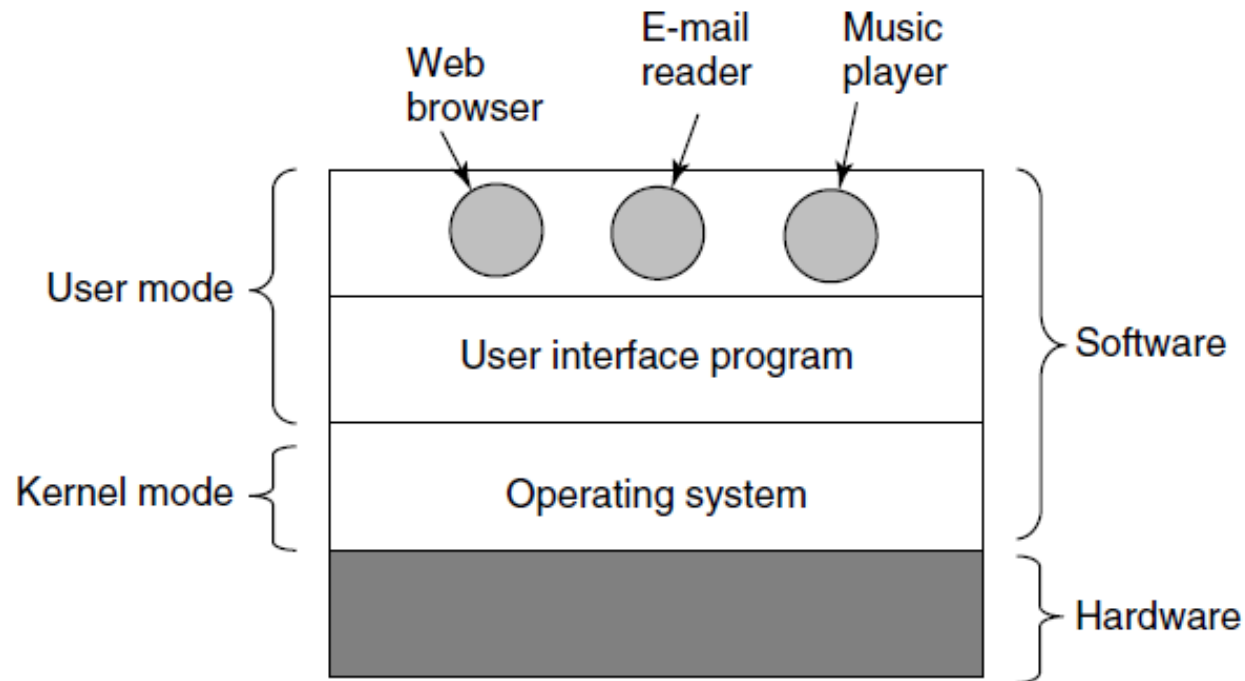 Web
browser
E-mail
reader
Music
player
User mode
User interface program
Software
Kernel mode
Operating system
Hardware